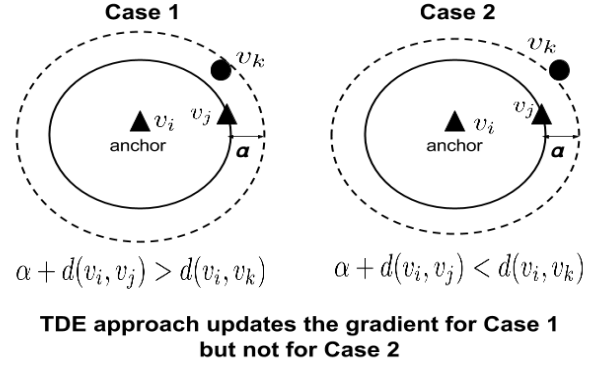 Case 1
Case 2
v_k
v_k
v_i
v_j
anchor
α
v_i
v_j
anchor
α
α + d(v_i, v_j) > d(v_i, v_k)
α + d(v_i, v_j) < d(v_i, v_k)
TDE approach updates the gradient for Case 1
but not for Case 2